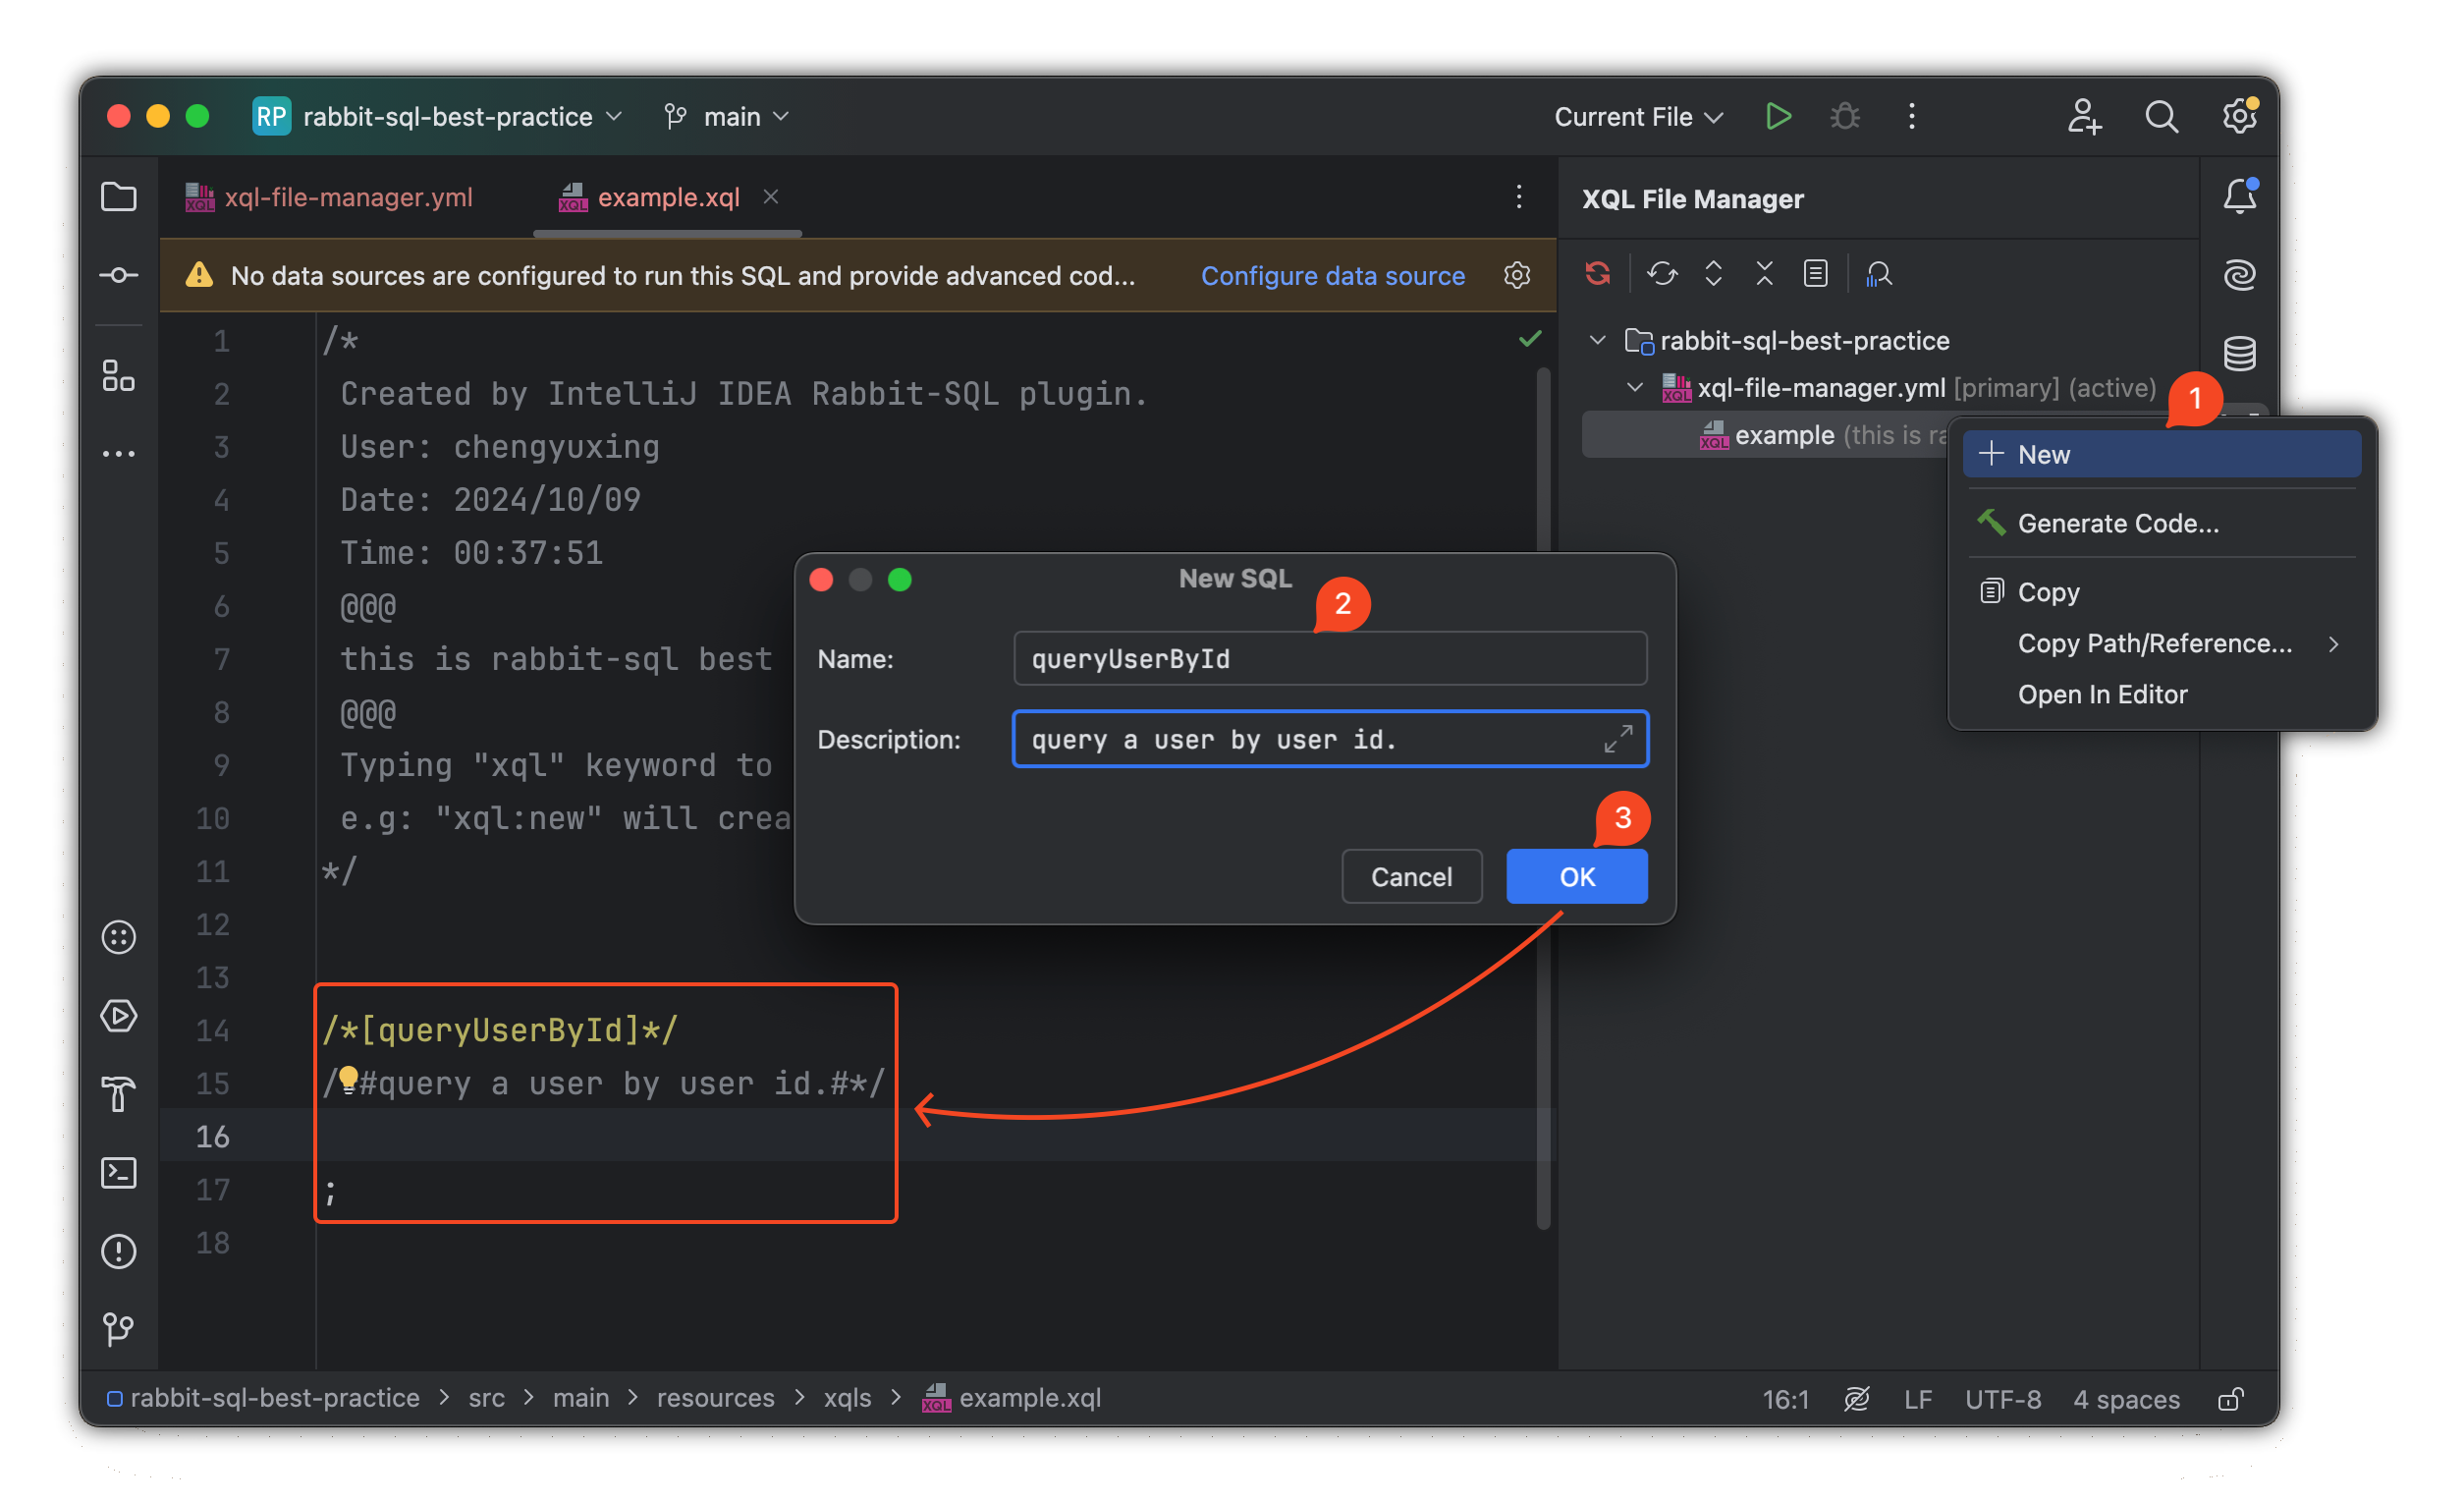 RP rabbit-sql-best-practice main Current File
xql-file-manager.yml example.xql
XQL File Manager
No data sources are configured to run this SQL and provide advanced cod... Configure data source
1 /*
2 Created by IntelliJ IDEA Rabbit-SQL plugin.
3 User: chengyuxing
4 Date: 2024/10/09
5 Time: 00:37:51
6 @@@
7 this is rabbit-sql best
8 @@@
9 Typing "xql" keyword to
10 e.g: "xql:new" will crea
11 */
12
13
14 /*[queryUserById]*/
15 /*#query a user by user id.#*/
16
17 ;
18
rabbit-sql-best-practice
XQL xql-file-manager.yml [primary] (active)
XQL example (this is ra
1
New
Generate Code...
Copy
Copy Path/Reference...
Open In Editor
New SQL
2
Name: queryUserById
Description: query a user by user id.
3
Cancel OK
rabbit-sql-best-practice > src > main > resources > xqls > XQL example.xql
16:1 LF UTF-8 4 spaces